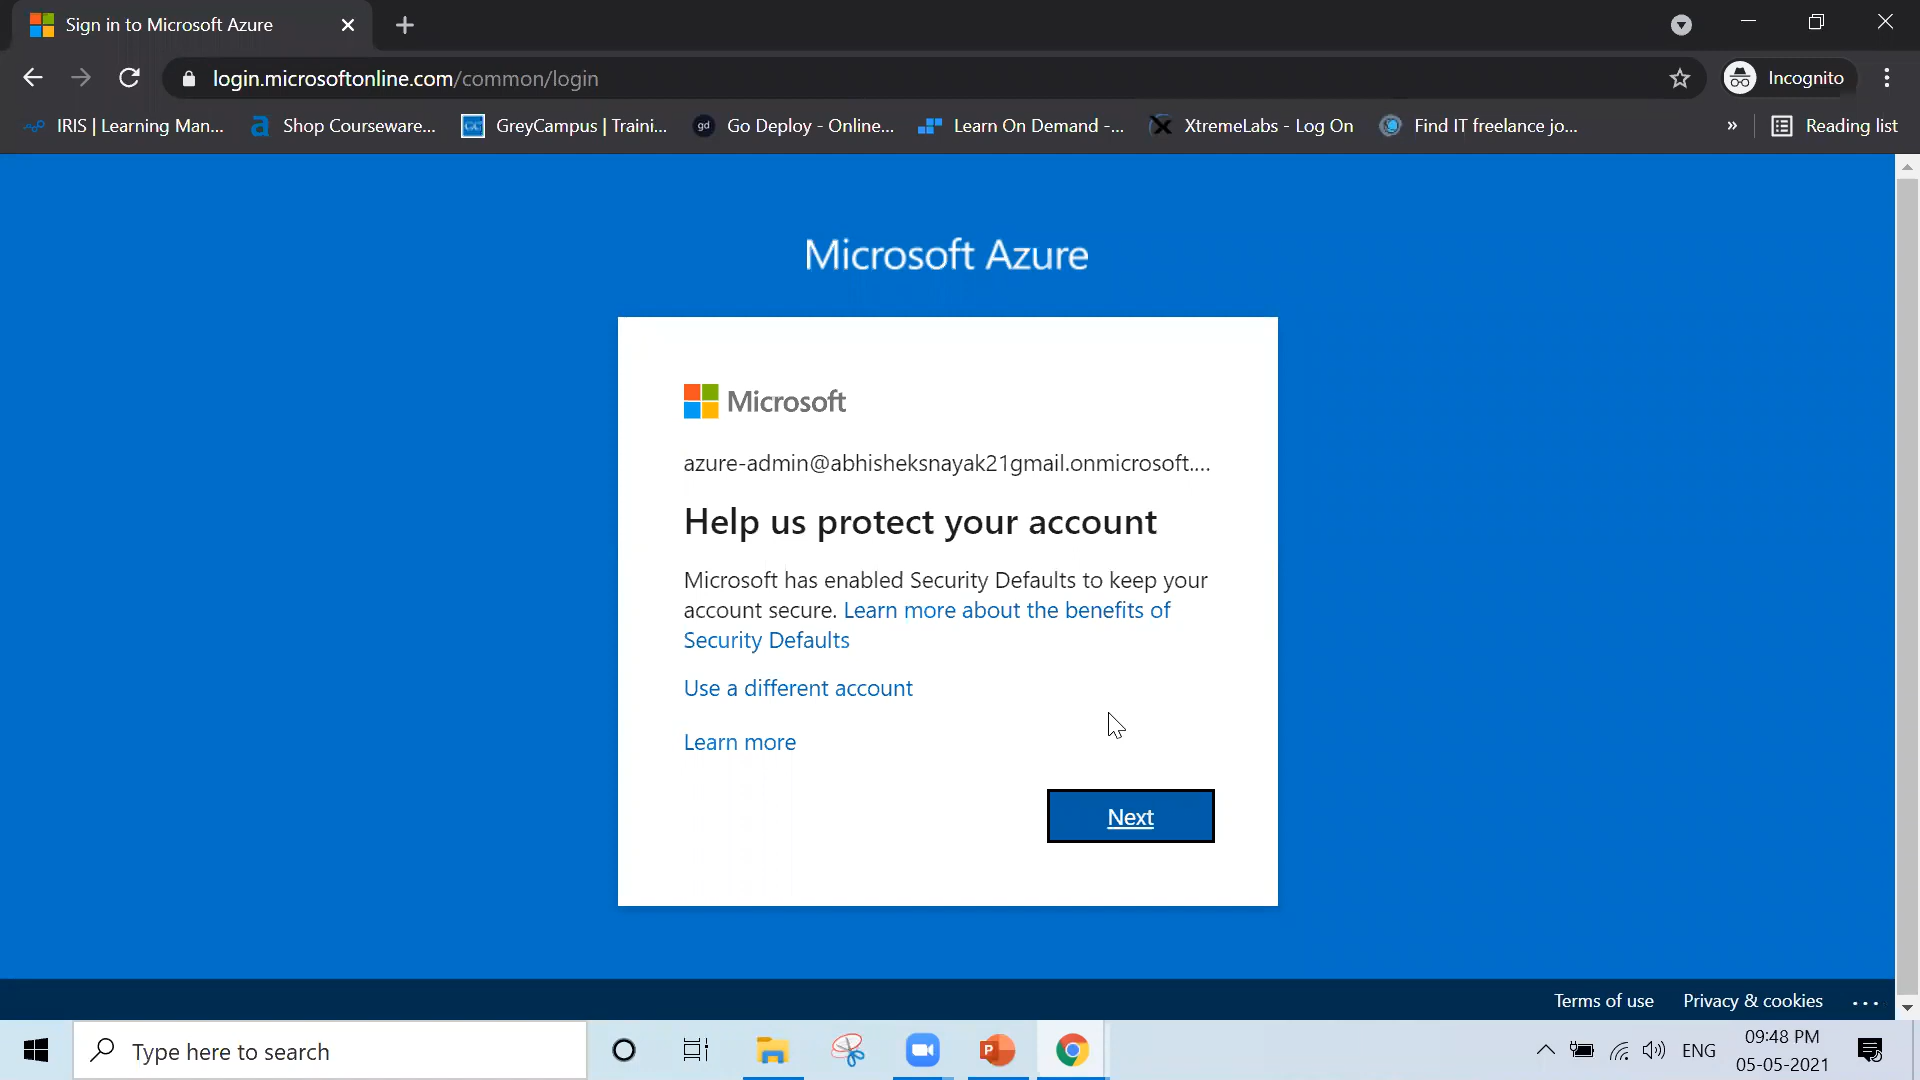 Sign in to Microsoft Azure
login.microsoftonline.com/common/login
Incognito
IRIS | Learning Man...
Shop Courseware...
GC
GreyCampus | Traini...
gd
Go Deploy - Online...
Learn On Demand -...
XtremeLabs - Log On
Find IT freelance jo...
»
Reading list
Microsoft Azure
Microsoft
azure-admin@abhisheksnayak21gmail.onmicrosoft....
Help us protect your account
Microsoft has enabled Security Defaults to keep your
account secure. Learn more about the benefits of
Security Defaults
Use a different account
Learn more
Next
Terms of use
Privacy & cookies
...
Type here to search
P
ENG
09:48 PM
05-05-2021